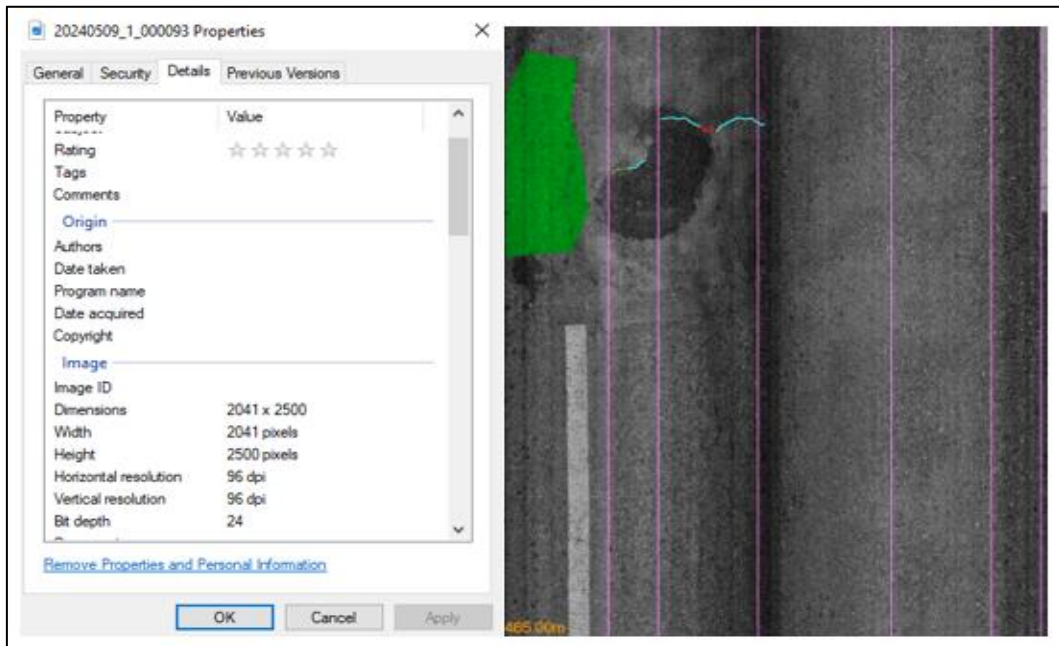 20240509_1_000093 Properties
General Security Details Previous Versions
Property Value
Rating
Tags
Comments
Origin
Authors
Date taken
Program name
Date acquired
Copyright
Image
Image ID
Dimensions 2041 x 2500
Width 2041 pixels
Height 2500 pixels
Horizontal resolution 96 dpi
Vertical resolution 96 dpi
Bit depth 24
Remove Properties and Personal Information
OK Cancel Apply
465.00m